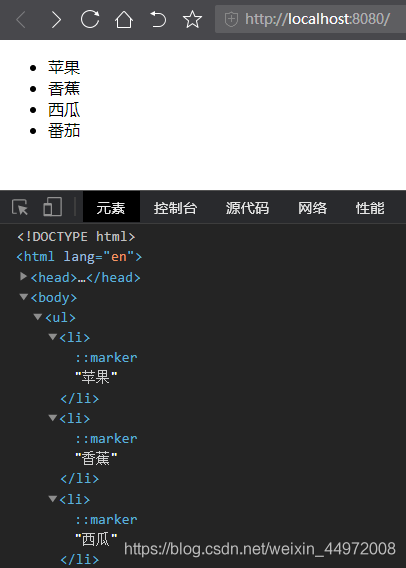 http://localhost:8080/
苹果
香蕉
西瓜
番茄
元素 控制台 源代码 网络 性能
<!DOCTYPE html>
<html lang="en">
<head>…</head>
<body>
<ul>
<li>
::marker
"苹果"
</li>
<li>
::marker
"香蕉"
</li>
<li>
::marker
"西瓜"
</li>
https://blog.csdn.net/weixin_44972008